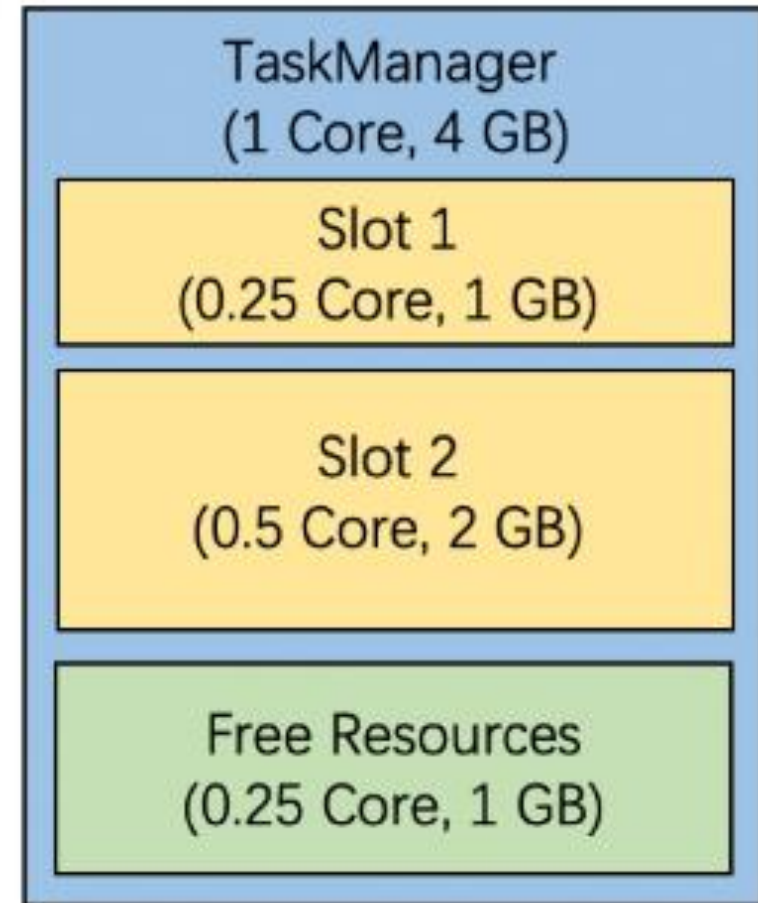 TaskManager
(1 Core, 4 GB)
Slot 1
(0.25 Core, 1 GB)
Slot 2
(0.5 Core, 2 GB)
Free Resources
(0.25 Core, 1 GB)